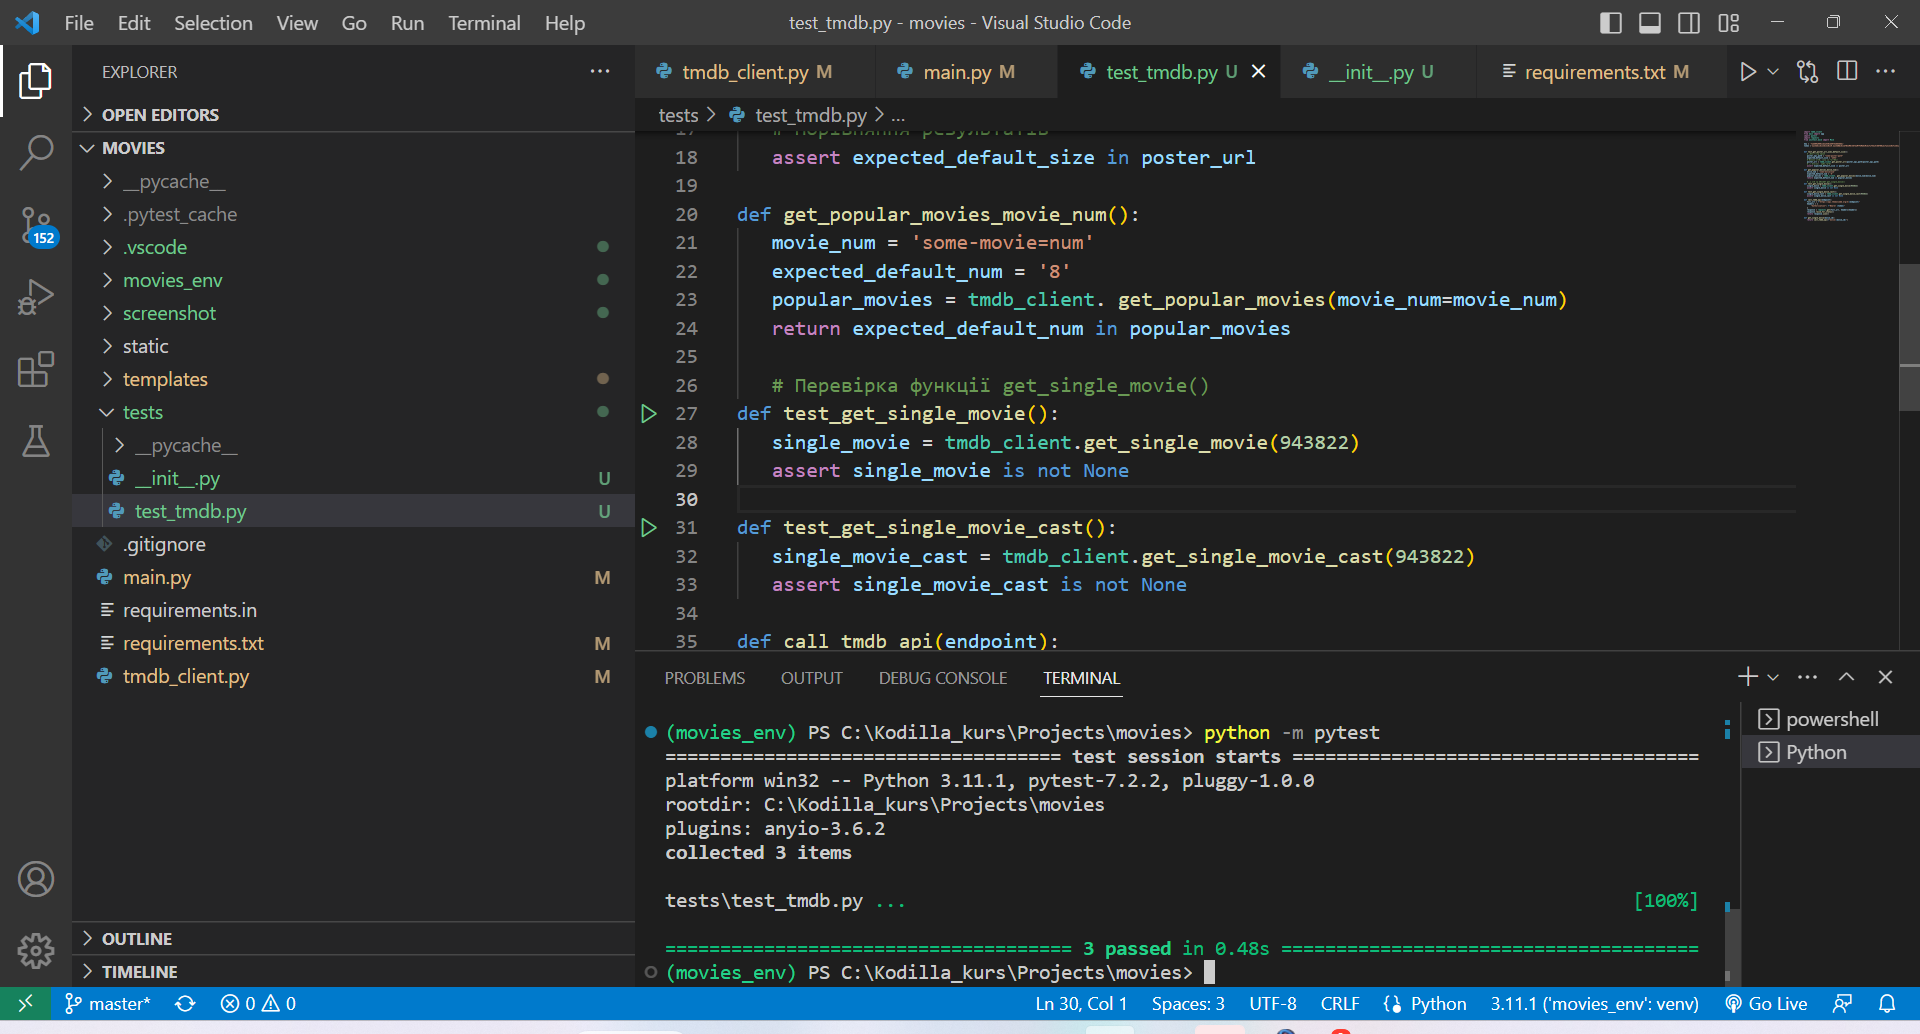 File Edit Selection View Go Run Terminal Help
test_tmdb.py - movies - Visual Studio Code
EXPLORER
OPEN EDITORS
MOVIES
__pycache__
.pytest_cache
.vscode
movies_env
screenshot
static
templates
tests
__pycache__
__init__.py U
test_tmdb.py U
.gitignore
main.py M
requirements.in
requirements.txt M
tmdb_client.py M
OUTLINE
TIMELINE
152
tmdb_client.py M main.py M test_tmdb.py U __init__.py U requirements.txt M
tests > test_tmdb.py > ...
17 # Порівняння результатів
18 assert expected_default_size in poster_url
19
20 def get_popular_movies_movie_num():
21 movie_num = 'some-movie=num'
22 expected_default_num = '8'
23 popular_movies = tmdb_client. get_popular_movies(movie_num=movie_num)
24 return expected_default_num in popular_movies
25
26 # Перевірка функції get_single_movie()
27 def test_get_single_movie():
28 single_movie = tmdb_client.get_single_movie(943822)
29 assert single_movie is not None
30
31 def test_get_single_movie_cast():
32 single_movie_cast = tmdb_client.get_single_movie_cast(943822)
33 assert single_movie_cast is not None
34
35 def call_tmdb_api(endpoint):
PROBLEMS OUTPUT DEBUG CONSOLE TERMINAL
(movies_env) PS C:\Kodilla_kurs\Projects\movies> python -m pytest
==================================== test session starts =====================================
platform win32 -- Python 3.11.1, pytest-7.2.2, pluggy-1.0.0
rootdir: C:\Kodilla_kurs\Projects\movies
plugins: anyio-3.6.2
collected 3 items
tests\test_tmdb.py ... [100%]
===================================== 3 passed in 0.48s ======================================
(movies_env) PS C:\Kodilla_kurs\Projects\movies>
powershell
Python
master* 0 0 Ln 30, Col 1 Spaces: 3 UTF-8 CRLF Python 3.11.1 ('movies_env': venv) Go Live